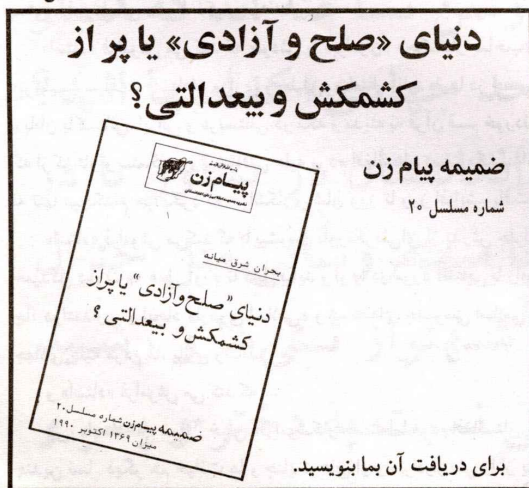 دنیای «صلح و آزادی» یا پر از
کشمکش و بیعدالتی؟
ضمیمه پیام زن
شماره مسلسل ۲۰
پیام زن
بحران شرق میانه
دنیای "صلح و آزادی" یا پر از
کشمکش و بیعدالتی؟
ضمیمه پیام زن شماره مسلسل ۲۰
میزان ۱۳۶۹ اکتوبر ۱۹۹۰
برای دریافت آن بما بنویسید.